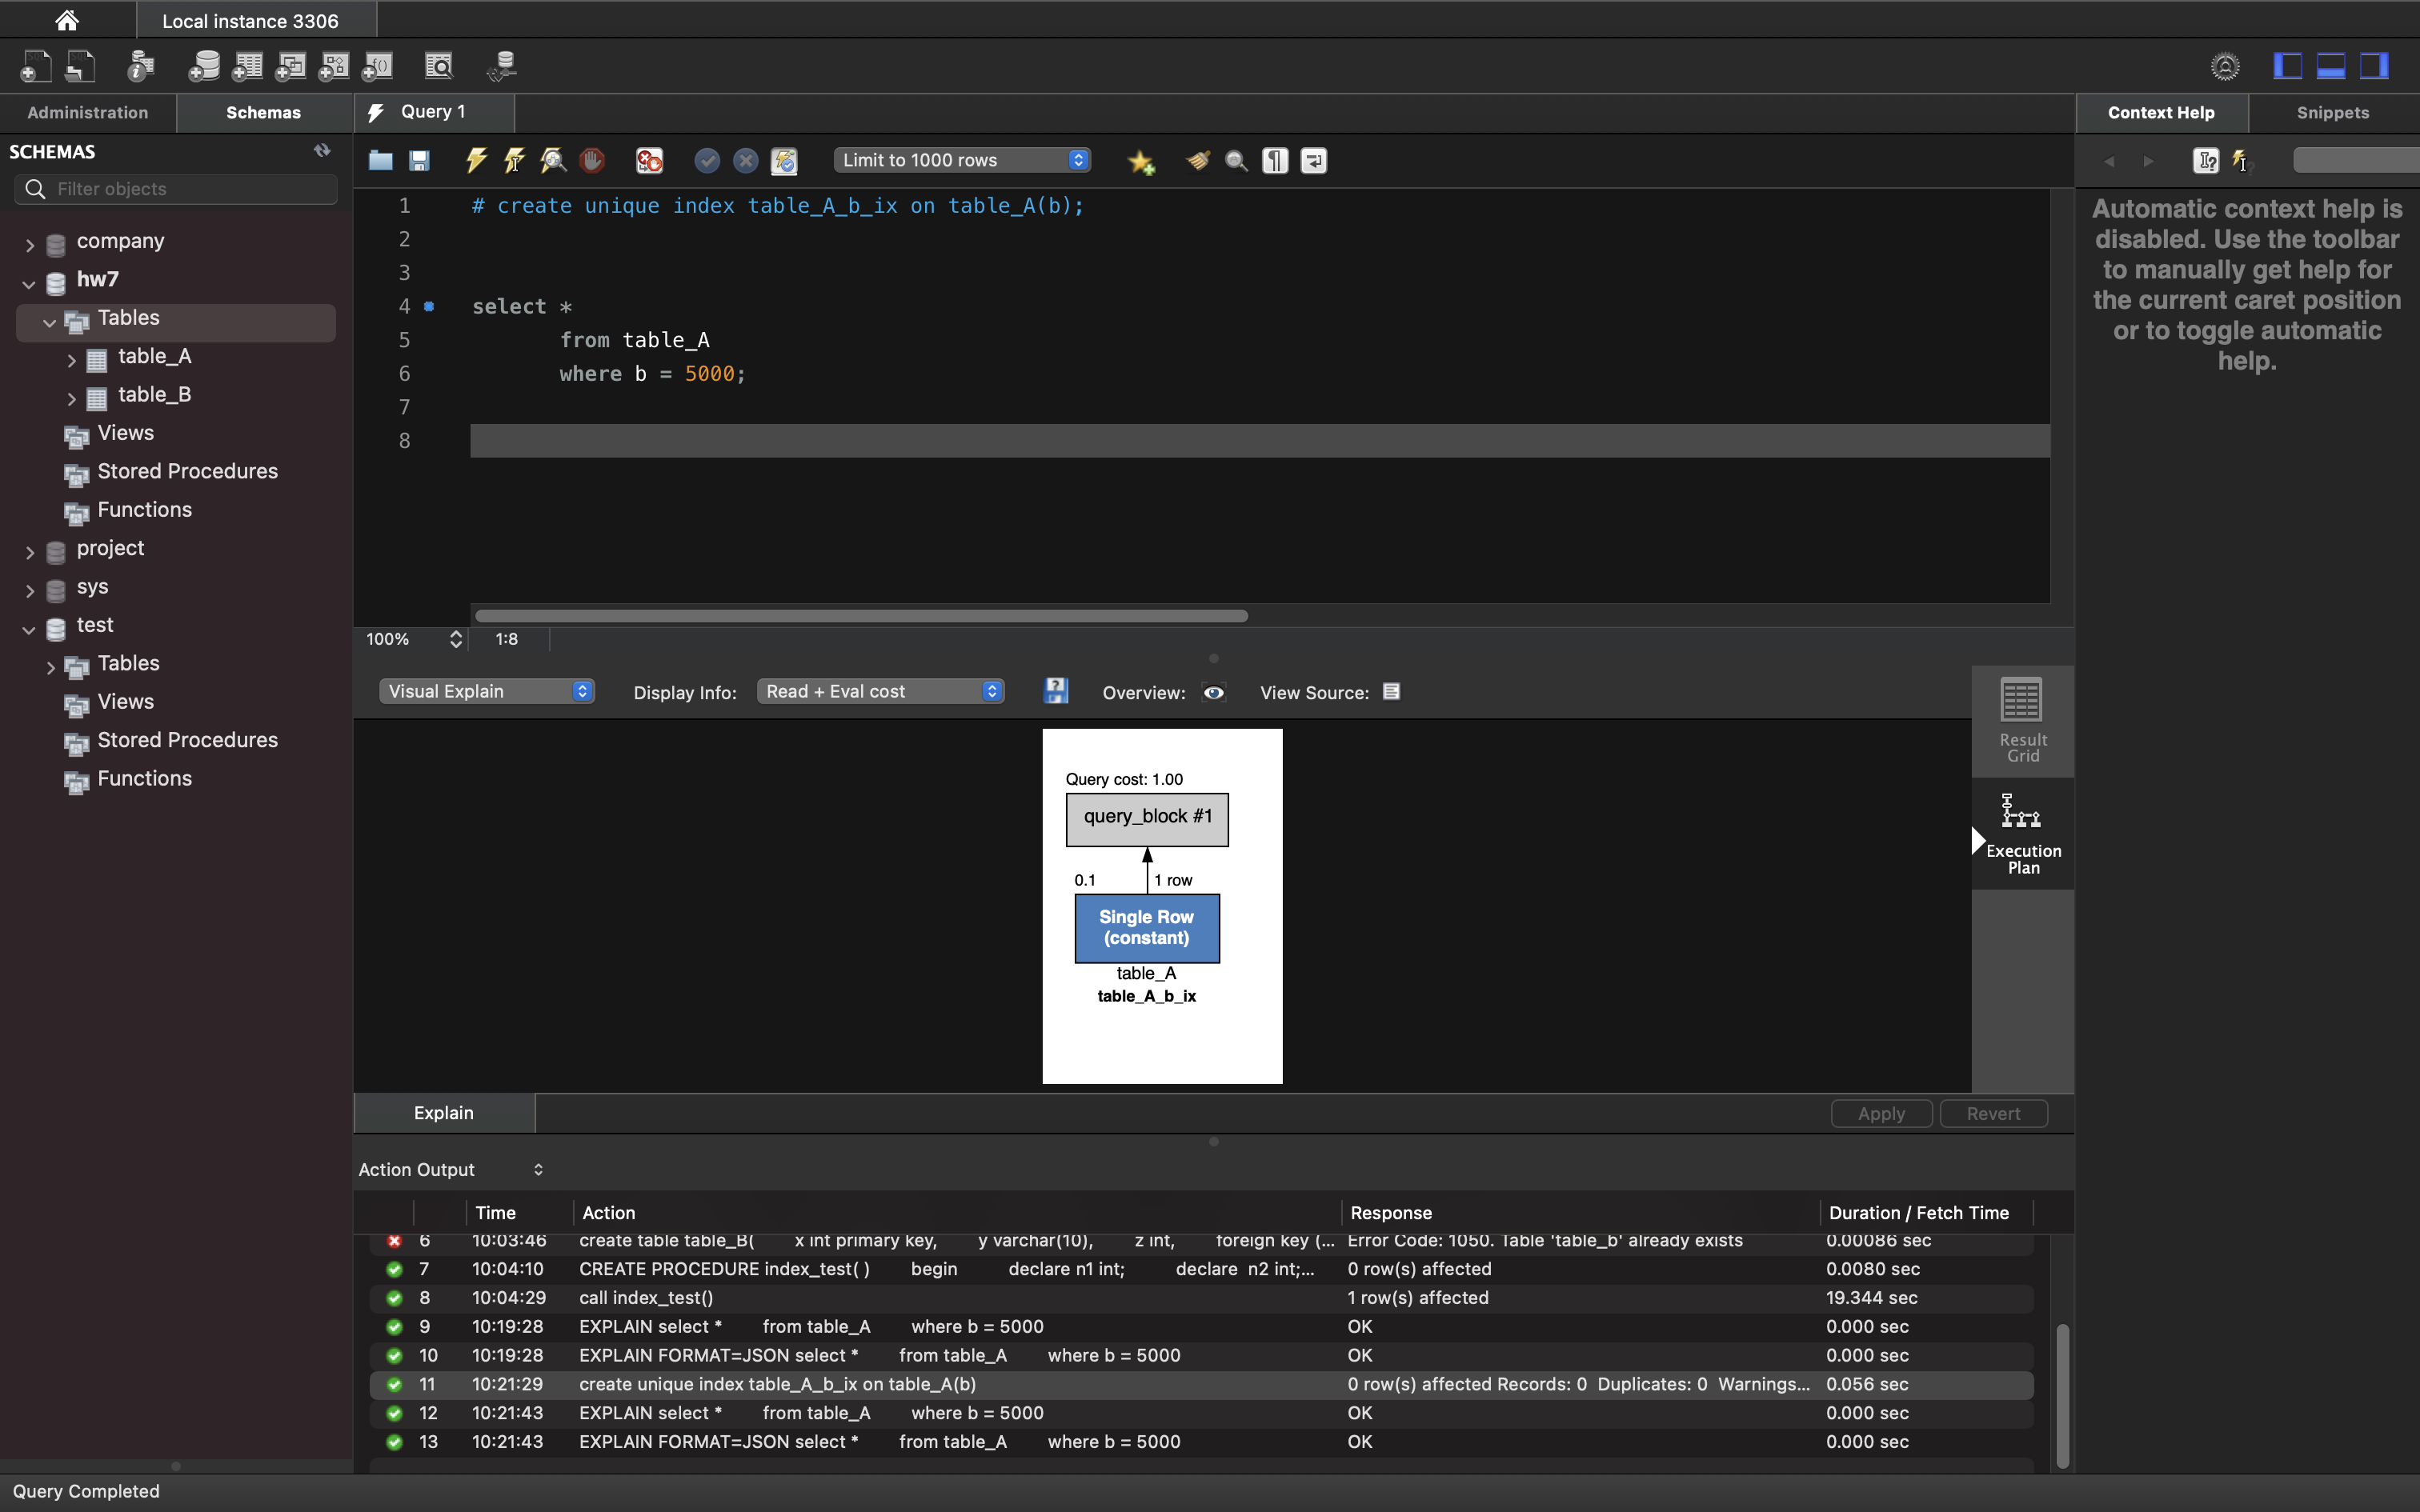 Local instance 3306
Administration
Schemas
Query 1
Context Help
Snippets
SCHEMAS
Filter objects
company
hw7
Tables
table_A
table_B
Views
Stored Procedures
Functions
project
sys
test
Tables
Views
Stored Procedures
Functions
Limit to 1000 rows
1 # create unique index table_A_b_ix on table_A(b);
2
3
4 select *
5 from table_A
6 where b = 5000;
7
8
100% 1:8
Automatic context help is
disabled. Use the toolbar
to manually get help for
the current caret position
or to toggle automatic
help.
Visual Explain Display Info: Read + Eval cost Overview: View Source:
Result
Grid
Execution
Plan
Query cost: 1.00
query_block #1
0.1 1 row
Single Row
(constant)
table_A
table_A_b_ix
Explain
Apply Revert
Action Output
Time Action Response Duration / Fetch Time
6 10:03:46 create table table_B( x int primary key, y varchar(10), z int, foreign key (... Error Code: 1050. Table 'table_b' already exists 0.00086 sec
7 10:04:10 CREATE PROCEDURE index_test( ) begin declare n1 int; declare n2 int;... 0 row(s) affected 0.0080 sec
8 10:04:29 call index_test() 1 row(s) affected 19.344 sec
9 10:19:28 EXPLAIN select * from table_A where b = 5000 OK 0.000 sec
10 10:19:28 EXPLAIN FORMAT=JSON select * from table_A where b = 5000 OK 0.000 sec
11 10:21:29 create unique index table_A_b_ix on table_A(b) 0 row(s) affected Records: 0 Duplicates: 0 Warnings... 0.056 sec
12 10:21:43 EXPLAIN select * from table_A where b = 5000 OK 0.000 sec
13 10:21:43 EXPLAIN FORMAT=JSON select * from table_A where b = 5000 OK 0.000 sec
Query Completed